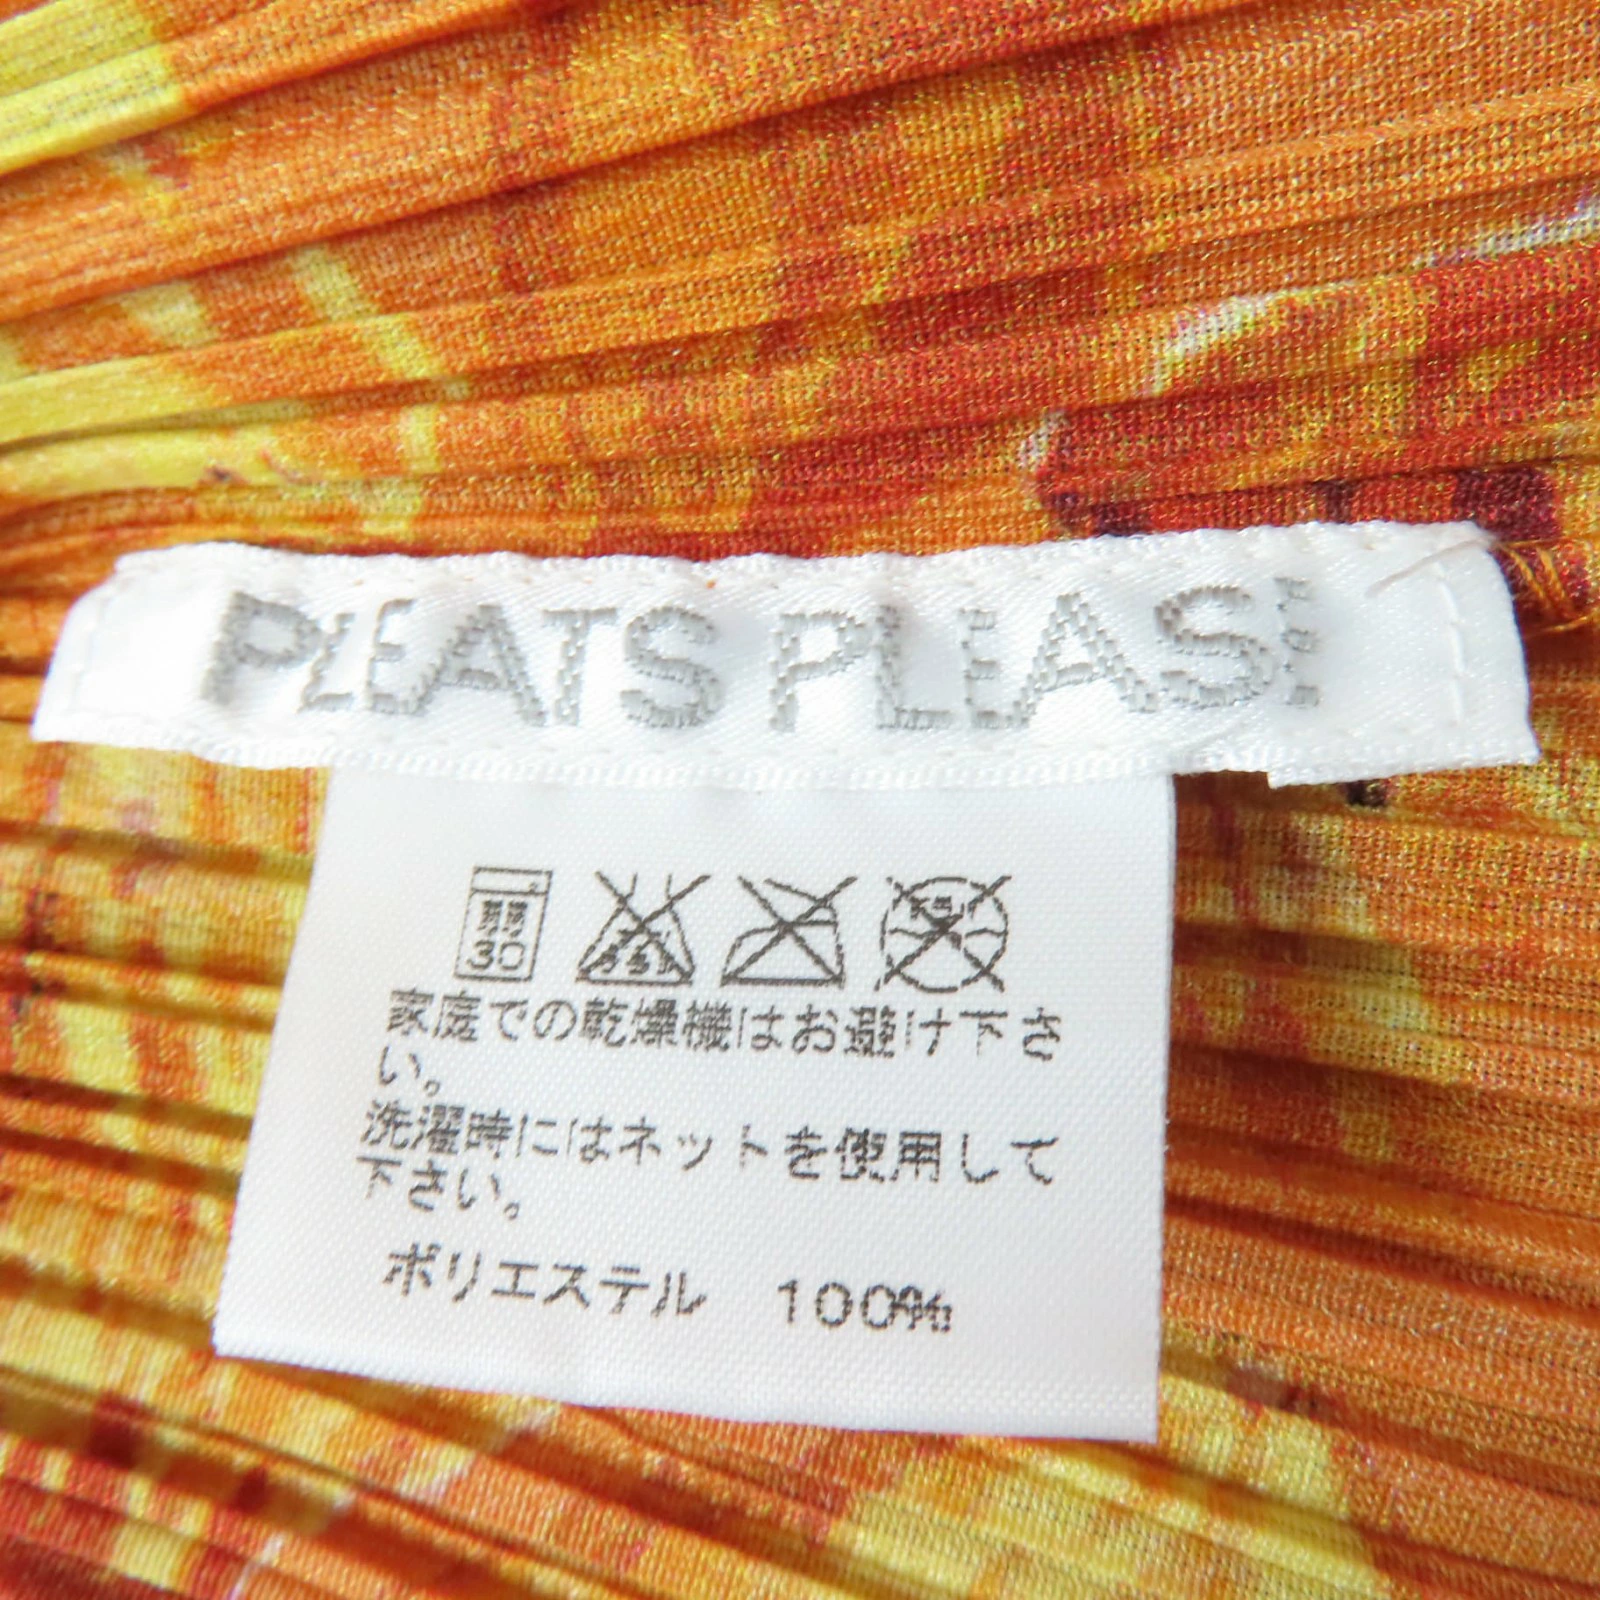 PLEATS PLEASE
30
家庭での乾燥機はお避け下さ
い。
洗濯時にはネットを使用して
下さい。
ポリエステル 100%